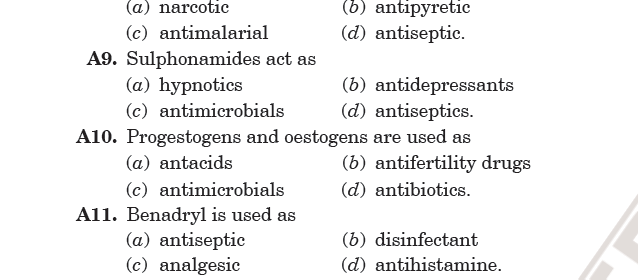 (a) narcotic (b) antipyretic
(c) antimalarial (d) antiseptic.
A9. Sulphonamides act as
(a) hypnotics (b) antidepressants
(c) antimicrobials (d) antiseptics.
A10. Progestogens and oestogens are used as
(a) antacids (b) antifertility drugs
(c) antimicrobials (d) antibiotics.
A11. Benadryl is used as
(a) antiseptic (b) disinfectant
(c) analgesic (d) antihistamine.